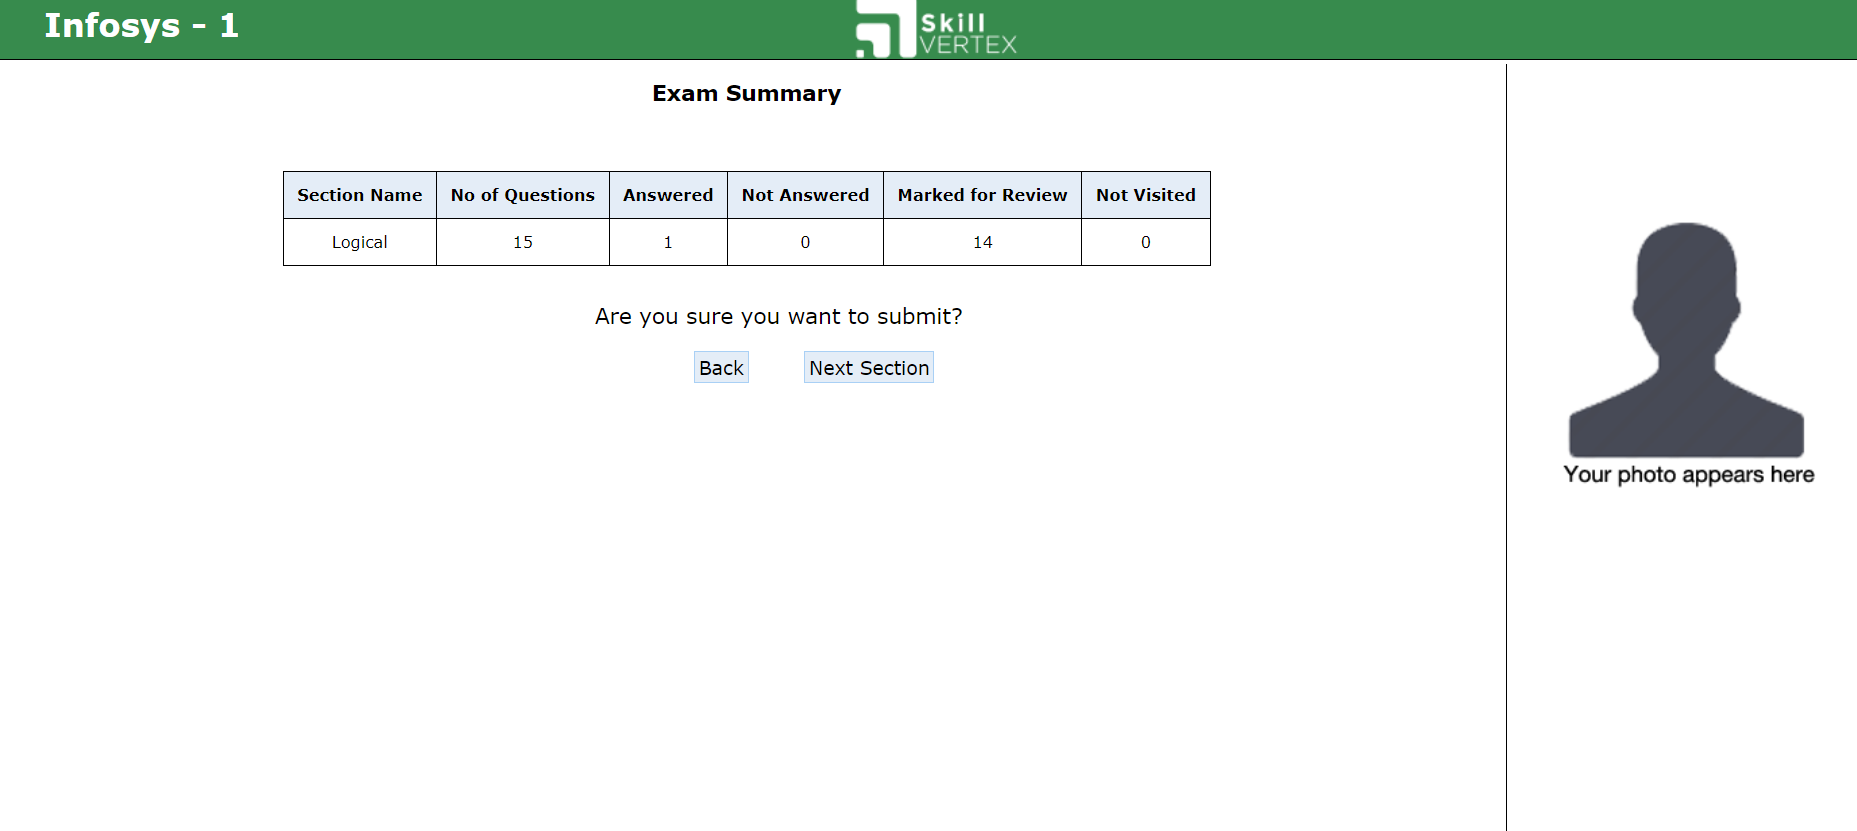 Infosys - 1
Skill
VERTEX
Exam Summary
Section Name No of Questions Answered Not Answered Marked for Review Not Visited
Logical 15 1 0 14 0
Are you sure you want to submit?
Back Next Section
Your photo appears here